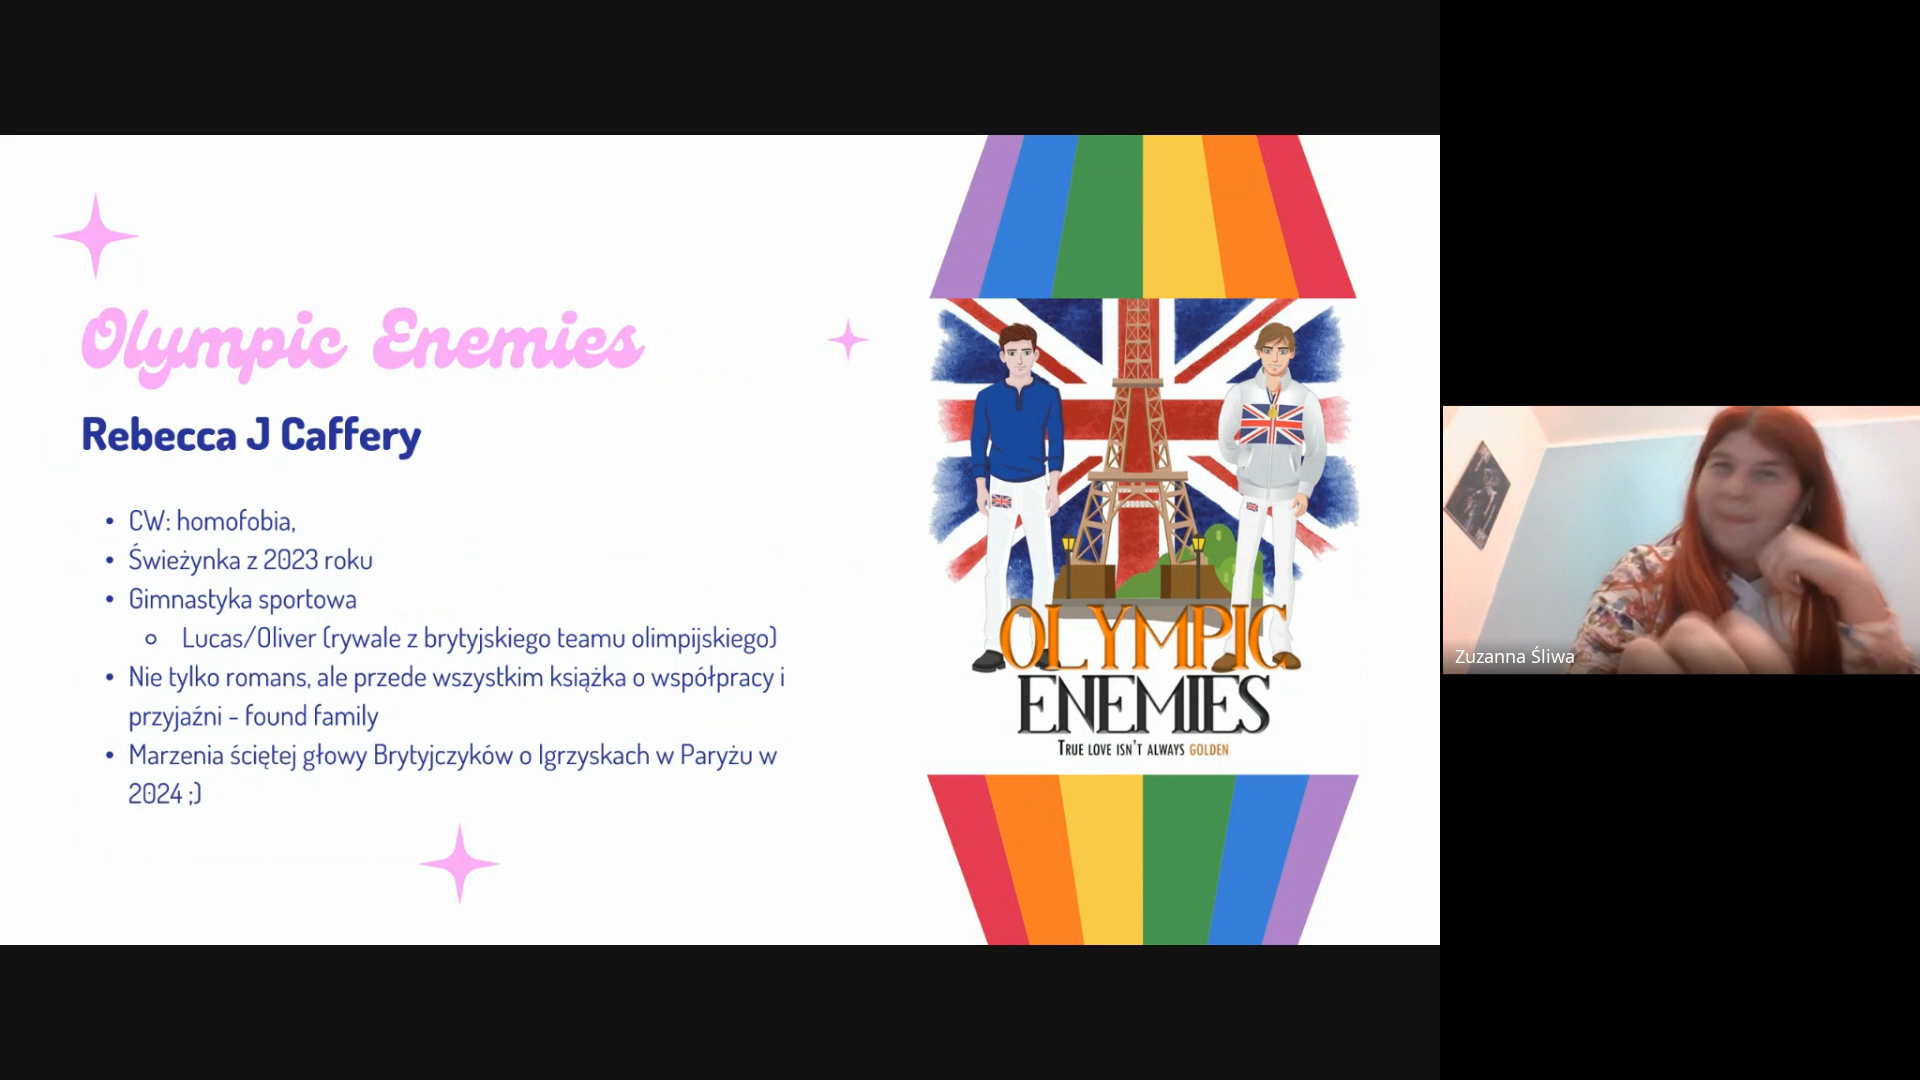 Olympic Enemies
Rebecca J Caffery
• CW: homofobia,
• Świeżynka z 2023 roku
• Gimnastyka sportowa
○ Lucas/Oliver (rywale z brytyjskiego teamu olimpijskiego)
• Nie tylko romans, ale przede wszystkim książka o współpracy i
przyjaźni - found family
• Marzenia ściętej głowy Brytyjczyków o Igrzyskach w Paryżu w
2024 ;)
OLYMPIC
ENEMIES
TRUE LOVE ISN'T ALWAYS GOLDEN
Zuzanna Śliwa